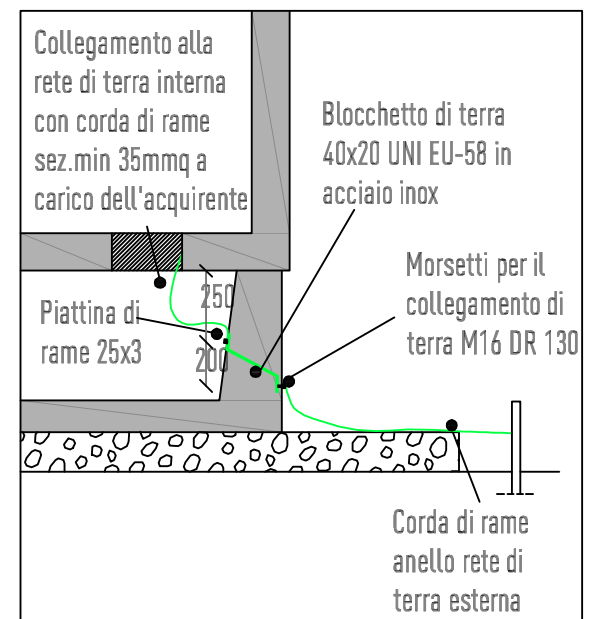 Collegamento alla
rete di terra interna
con corda di rame
sez.min 35mmq a
carico dell'acquirente
Blocchetto di terra
40x20 UNI EU-58 in
acciaio inox
Morsetti per il
collegamento di
terra M16 DR 130
250
Piattina di
rame 25x3
200
Corda di rame
anello rete di
terra esterna